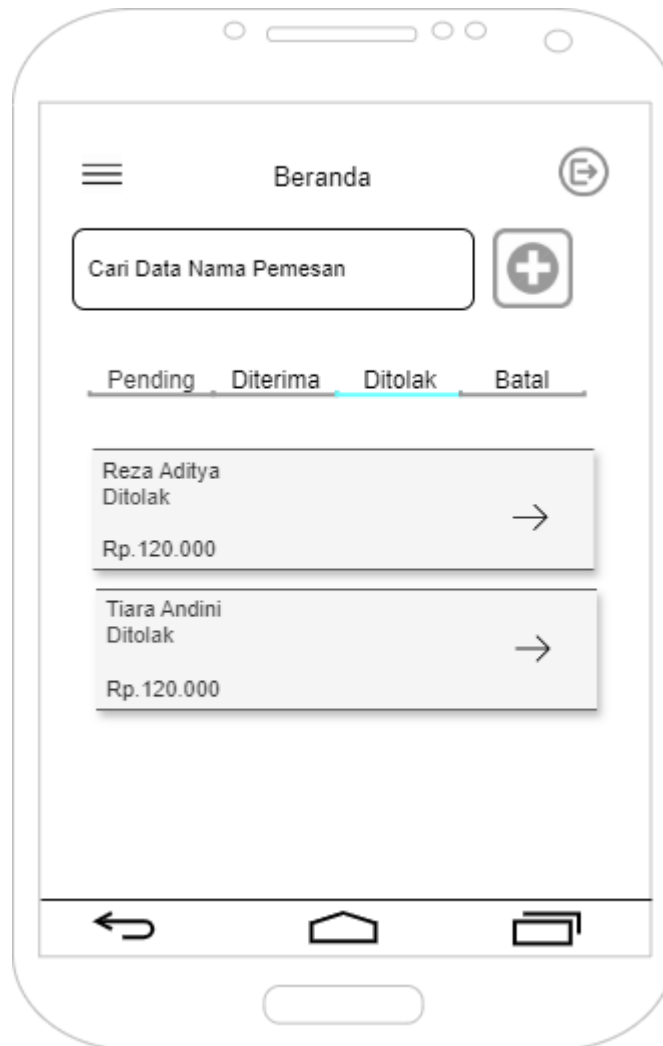 Beranda
Cari Data Nama Pemesan
Pending Diterima Ditolak Batal
Reza Aditya
Ditolak
Rp.120.000
Tiara Andini
Ditolak
Rp.120.000